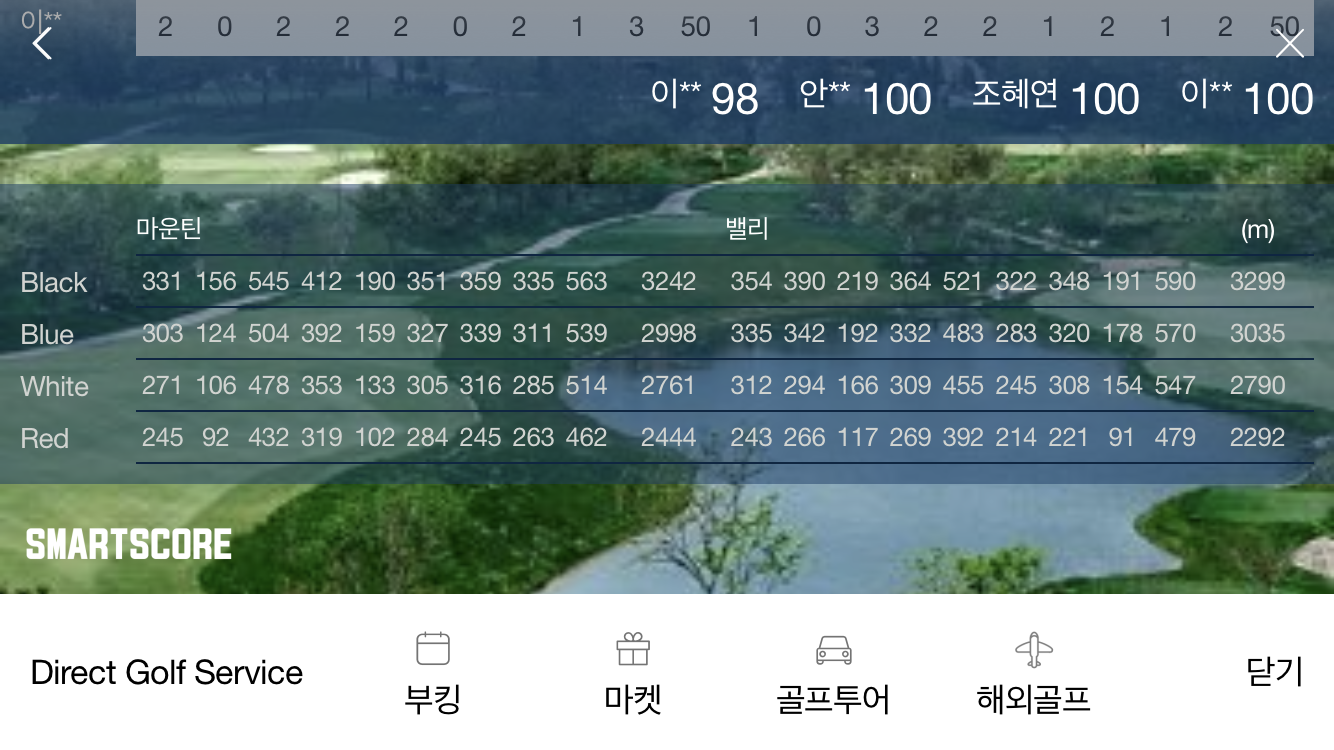 이** 2 0 2 2 2 0 2 1 3 50 1 0 3 2 2 1 2 1 2 50
이** 98 안** 100 조혜연 100 이** 100
마운틴 밸리 (m)
Black 331 156 545 412 190 351 359 335 563 3242 354 390 219 364 521 322 348 191 590 3299
Blue 303 124 504 392 159 327 339 311 539 2998 335 342 192 332 483 283 320 178 570 3035
White 271 106 478 353 133 305 316 285 514 2761 312 294 166 309 455 245 308 154 547 2790
Red 245 92 432 319 102 284 245 263 462 2444 243 266 117 269 392 214 221 91 479 2292
SMARTSCORE
Direct Golf Service 부킹 마켓 골프투어 해외골프 닫기